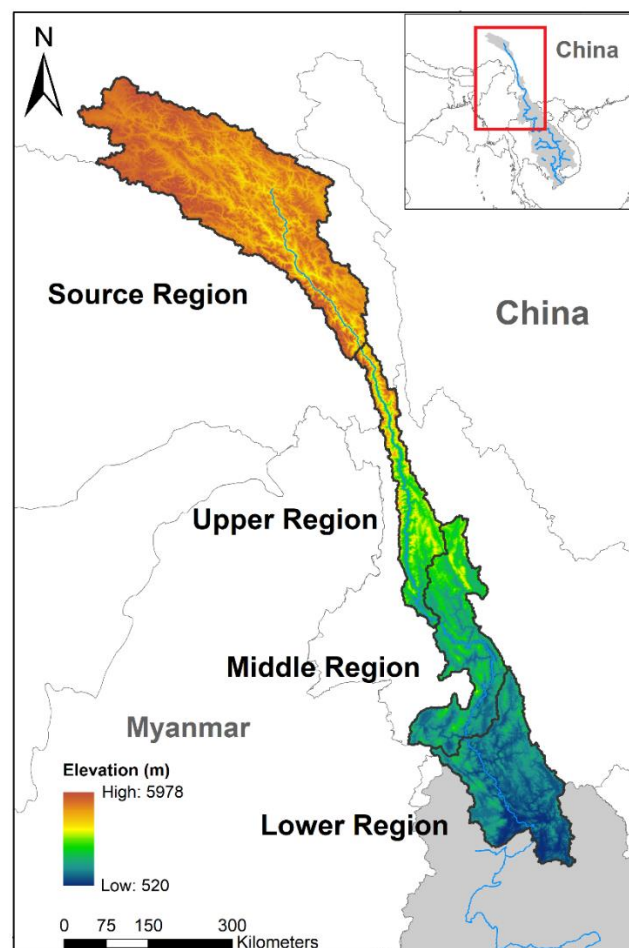 N
China
Source Region
China
Upper Region
Middle Region
Myanmar
Elevation (m)
High: 5978
Low: 520
Lower Region
0 75 150 300
Kilometers